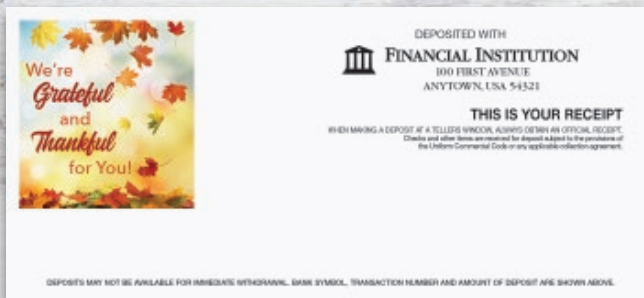 We're
Grateful
and
Thankful
for You!
DEPOSITED WITH
FINANCIAL INSTITUTION
100 FIRST AVENUE
ANYTOWN, USA 54321
THIS IS YOUR RECEIPT
WHEN MAKING A DEPOSIT AT A TELLERS WINDOW, ALWAYS OBTAIN AN OFFICIAL RECEIPT.
Checks and other items are received for deposit subject to the provisions of
the Uniform Commercial Code or any applicable collection agreement.
DEPOSITS MAY NOT BE AVAILABLE FOR IMMEDIATE WITHDRAWAL. BANK SYMBOL, TRANSACTION NUMBER AND AMOUNT OF DEPOSIT ARE SHOWN ABOVE.